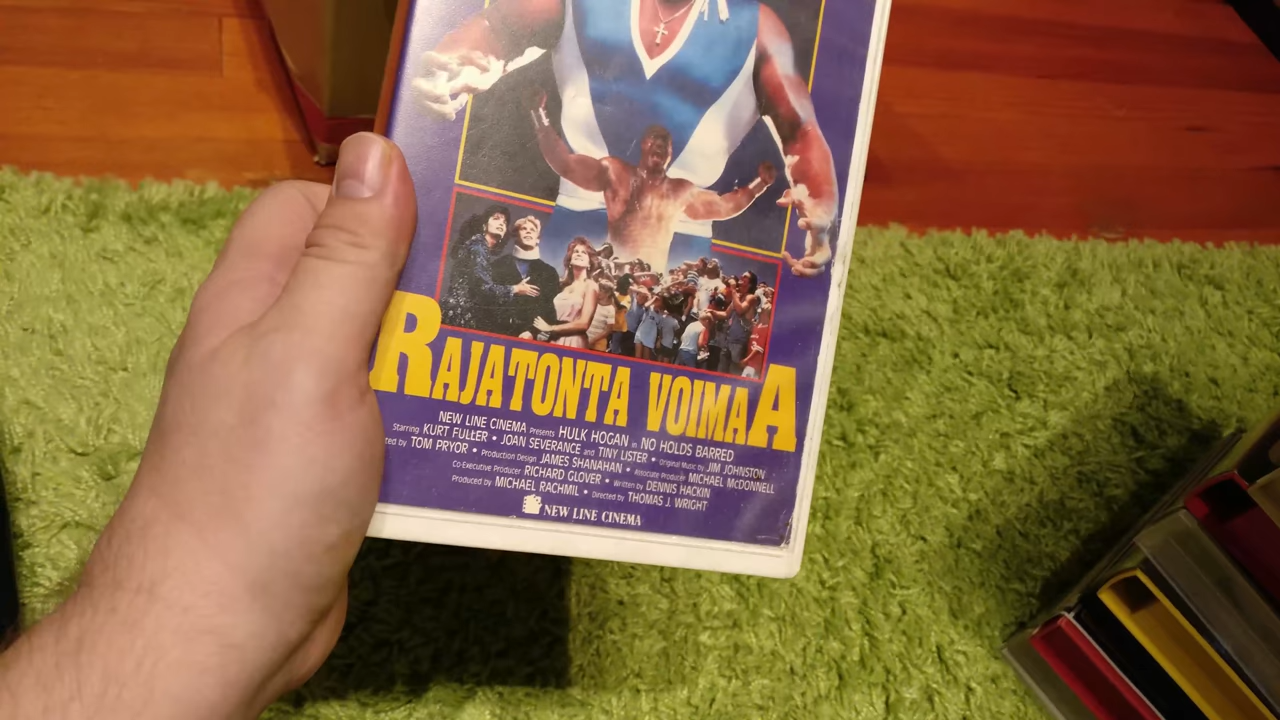 RAJATONTA VOIMAA
NEW LINE CINEMA Presents HULK HOGAN in NO HOLDS BARRED
Starring KURT FULLER • JOAN SEVERANCE and TINY LISTER • Original Music by JIM JOHNSTON
by TOM PRYOR • Production Design JAMES SHANAHAN • Associate Producer MICHAEL McDONNELL
Co-Executive Producer RICHARD GLOVER • Written by DENNIS HACKIN
Produced by MICHAEL RACHMIL • Directed by THOMAS J. WRIGHT
NEW LINE CINEMA